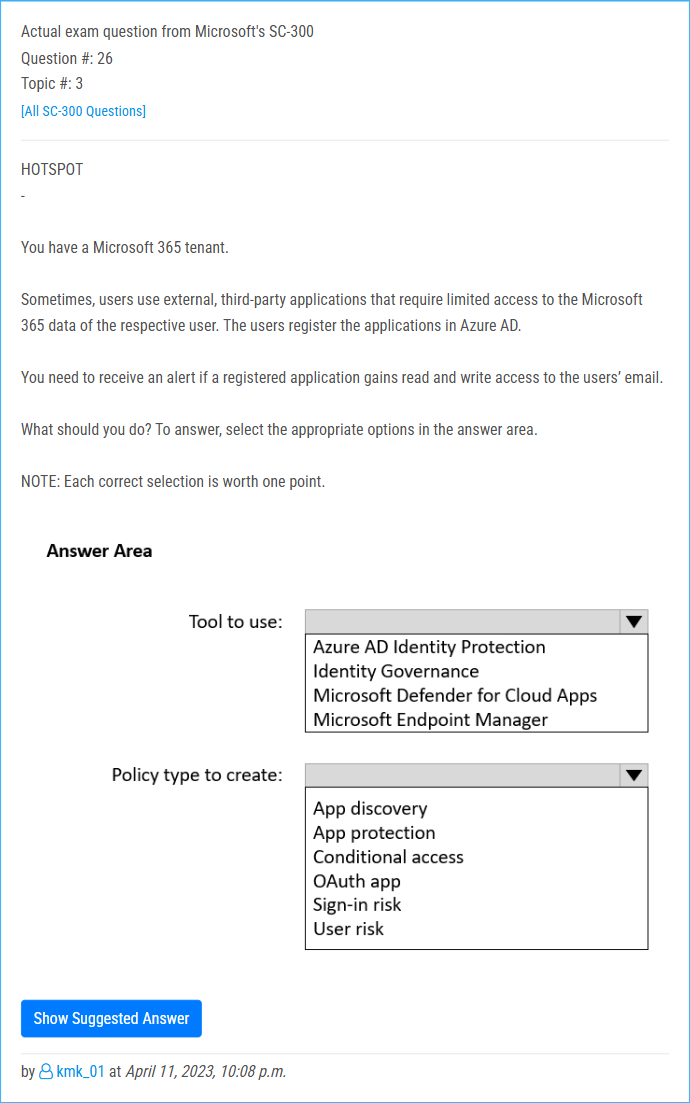 Actual exam question from Microsoft's SC-300
Question #: 26
Topic #: 3
[All SC-300 Questions]
HOTSPOT
-
You have a Microsoft 365 tenant.
Sometimes, users use external, third-party applications that require limited access to the Microsoft
365 data of the respective user. The users register the applications in Azure AD.
You need to receive an alert if a registered application gains read and write access to the users’ email.
What should you do? To answer, select the appropriate options in the answer area.
NOTE: Each correct selection is worth one point.
Answer Area
Tool to use:
Azure AD Identity Protection
Identity Governance
Microsoft Defender for Cloud Apps
Microsoft Endpoint Manager
Policy type to create:
App discovery
App protection
Conditional access
OAuth app
Sign-in risk
User risk
Show Suggested Answer
by kmk_01 at April 11, 2023, 10:08 p.m.